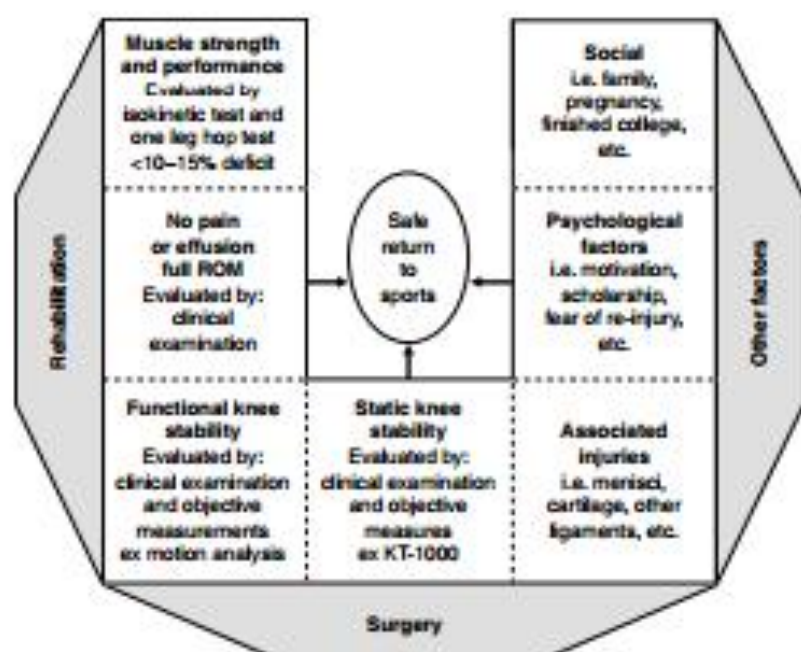 Muscle strength
and performance
Evaluated by
isokinetic test and
one leg hop test
<10–15% deficit
Social
i.e. family,
pregnancy,
finished college,
etc.
No pain
or effusion
full ROM
Evaluated by:
clinical
examination
Safe
return
to
sports
Psychological
factors
i.e. motivation,
scholarship,
fear of re-injury,
etc.
Rehabilitation
Other factors
Functional knee
stability
Evaluated by:
clinical examination
and objective
measurements
ex motion analysis
Static knee
stability
Evaluated by:
clinical examination
and objective
measures
ex KT-1000
Associated
injuries
i.e. menisci,
cartilage, other
ligaments, etc.
Surgery